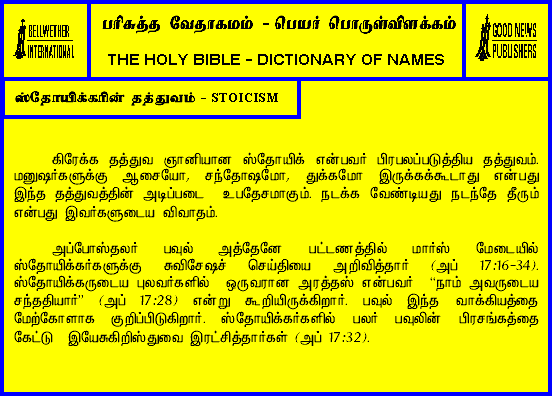 BELLWETHER
INTERNATIONAL
பரிசுத்த வேதாகமம் - பெயர் பொருள்விளக்கம்
THE HOLY BIBLE - DICTIONARY OF NAMES
GOOD NEWS
PUBLISHERS
ஸ்தோயிக்கரின் தத்துவம் - STOICISM
கிரேக்க தத்துவ ஞானியான ஸ்தோயிக் என்பவர் பிரபலப்படுத்திய தத்துவம்.
மனுஷர்களுக்கு ஆசையோ, சந்தோஷமோ, துக்கமோ இருக்கக்கூடாது என்பது
இந்த தத்துவத்தின் அடிப்படை உபதேசமாகும். நடக்க வேண்டியது நடந்தே தீரும்
என்பது இவர்களுடைய விவாதம்.
அப்போஸ்தலர் பவுல் அத்தேனே பட்டணத்தில் மார்ஸ் மேடையில்
ஸ்தோயிக்கர்களுக்கு சுவிசேஷச் செய்தியை அறிவித்தார் (அப் 17:16-34).
ஸ்தோயிக்கருடைய புலவர்களில் ஒருவரான அரத்தஸ் என்பவர் "நாம் அவருடைய
சந்ததியார்" (அப் 17:28) என்று கூறியிருக்கிறார். பவுல் இந்த வாக்கியத்தை
மேற்கோளாக குறிப்பிடுகிறார். ஸ்தோயிக்கர்களில் பலர் பவுலின் பிரசங்கத்தை
கேட்டு இயேசுகிறிஸ்துவை இரட்சித்தார்கள் (அப் 17:32).